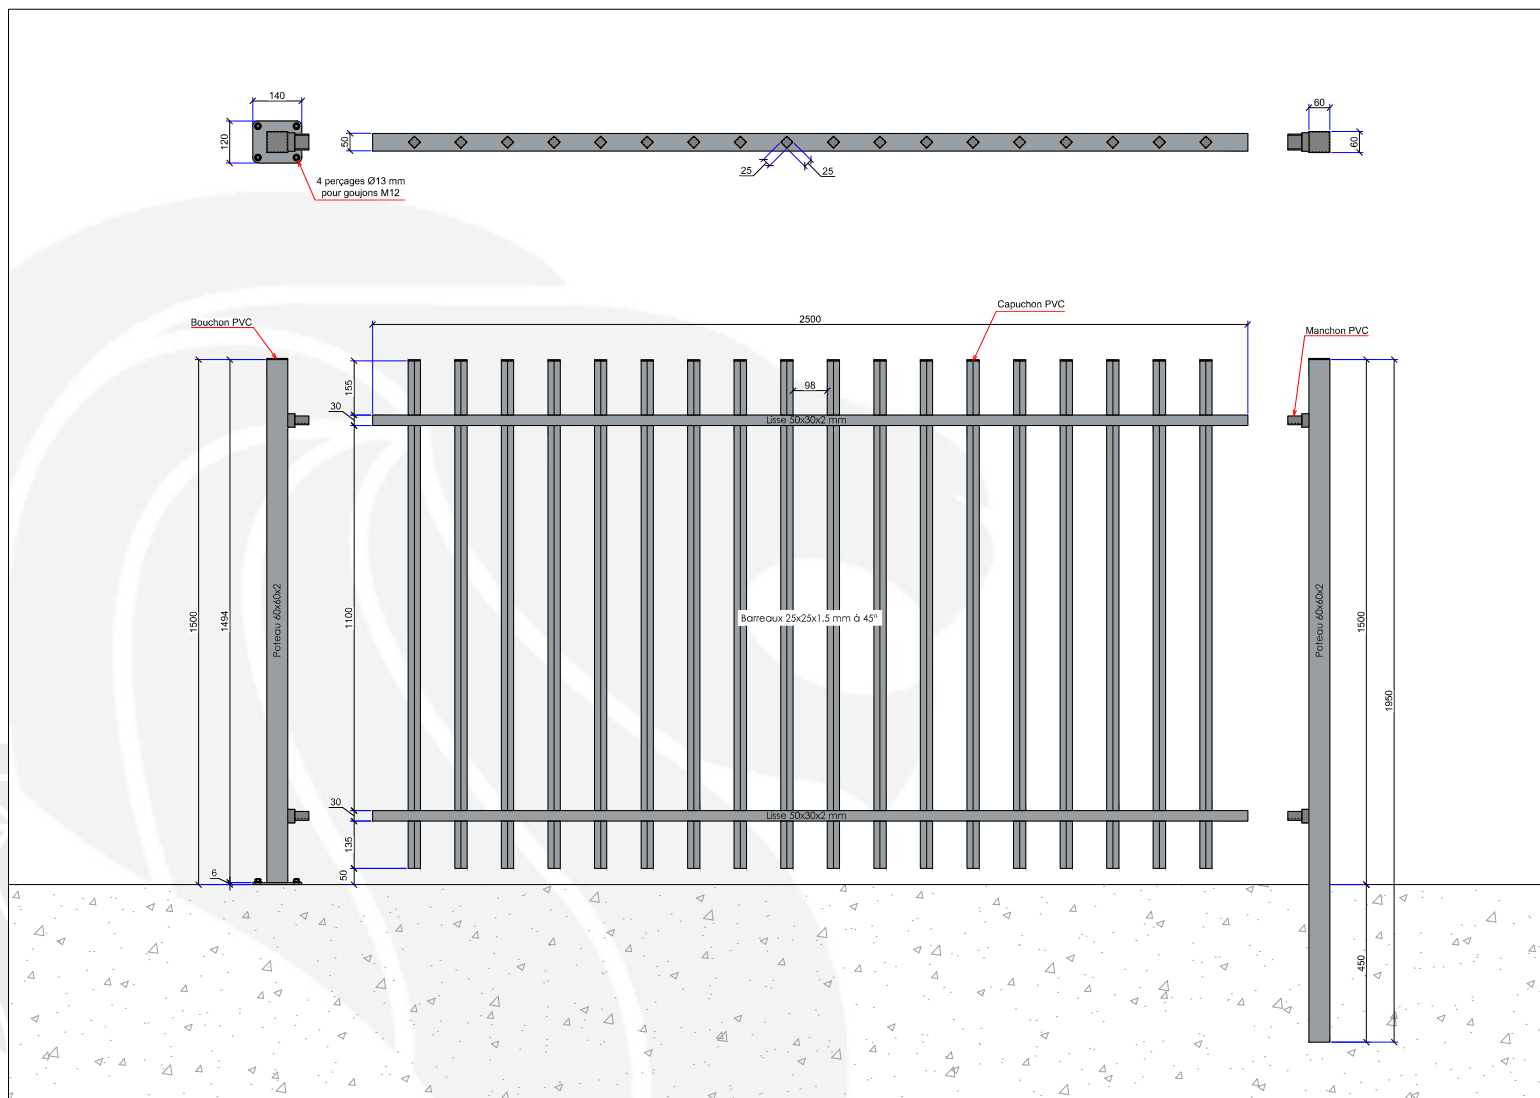 140
60
120
50
60
25
25
4 perçages Ø13 mm
pour goujons M12
Bouchon PVC
2500
Capuchon PVC
Manchon PVC
155
98
30
Lisse 50x30x2 mm
1500
1494
Poteau 60x60x2
1100
Barreaux 25x25x1.5 mm à 45°
Poteau 60x60x2
1500
1950
30
Lisse 50x30x2 mm
135
6
50
450